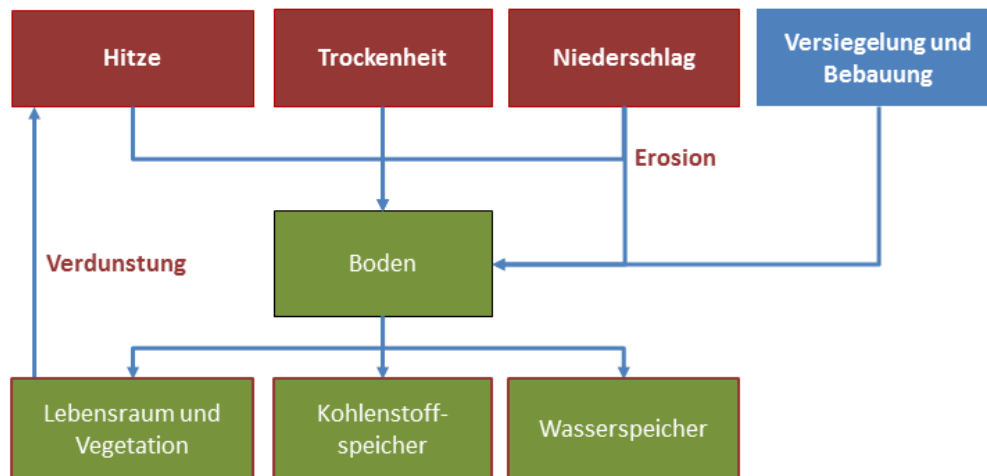 Hitze
Trockenheit
Niederschlag
Versiegelung und
Bebauung
Erosion
Verdunstung
Boden
Lebensraum und
Vegetation
Kohlenstoff-
speicher
Wasserspeicher